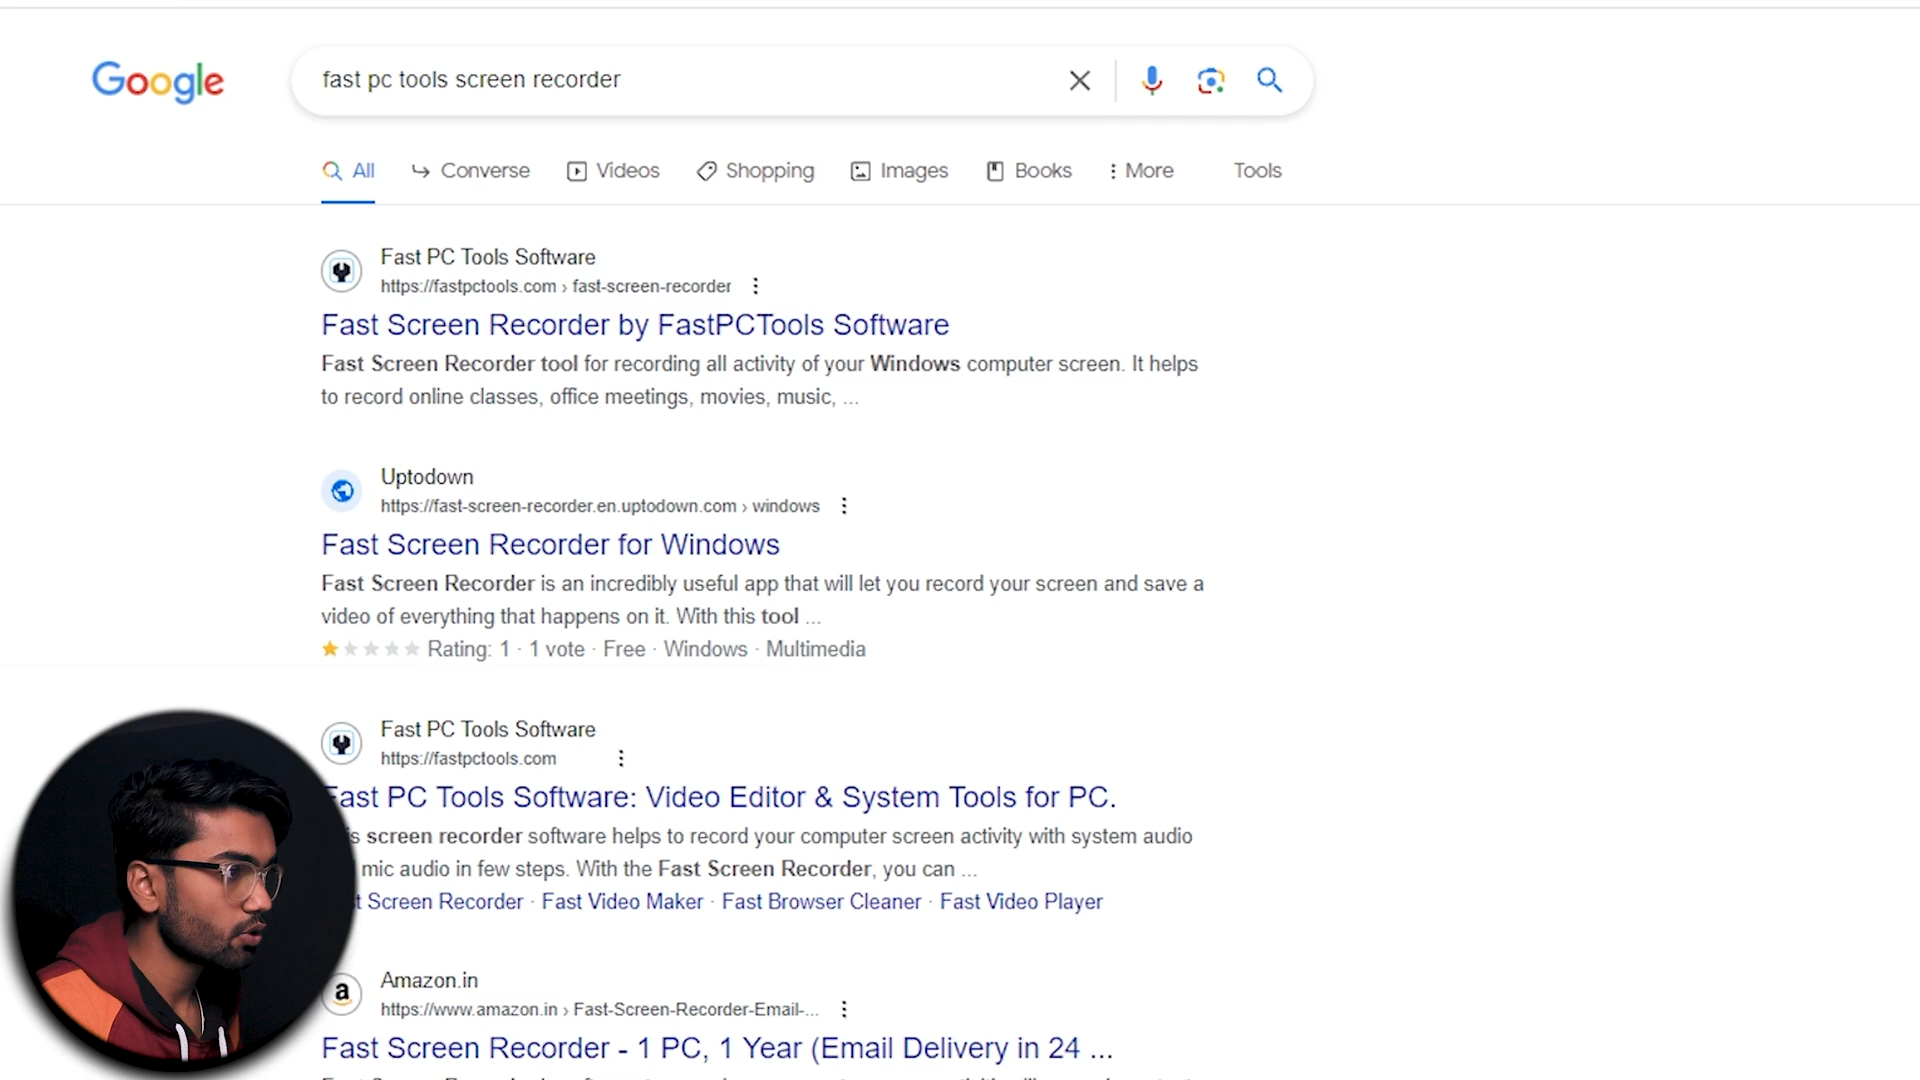 Google
fast pc tools screen recorder
All
Converse
Videos
Shopping
Images
Books
More
Tools
Fast PC Tools Software
https://fastpctools.com › fast-screen-recorder
Fast Screen Recorder by FastPCTools Software
Fast Screen Recorder tool for recording all activity of your Windows computer screen. It helps
to record online classes, office meetings, movies, music, ...
Uptodown
https://fast-screen-recorder.en.uptodown.com › windows
Fast Screen Recorder for Windows
Fast Screen Recorder is an incredibly useful app that will let you record your screen and save a
video of everything that happens on it. With this tool ...
Rating: 1 · 1 vote · Free · Windows · Multimedia
Fast PC Tools Software
https://fastpctools.com
Fast PC Tools Software: Video Editor & System Tools for PC.
screen recorder software helps to record your computer screen activity with system audio
mic audio in few steps. With the Fast Screen Recorder, you can ...
Screen Recorder · Fast Video Maker · Fast Browser Cleaner · Fast Video Player
a
Amazon.in
https://www.amazon.in › Fast-Screen-Recorder-Email-...
Fast Screen Recorder - 1 PC, 1 Year (Email Delivery in 24 ...